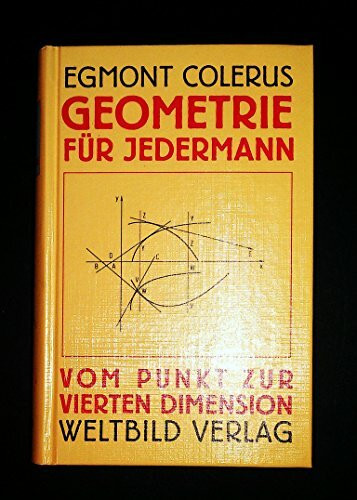 EGMONT COLERUS
GEOMETRIE
FÜR JEDERMANN
y
x
Z
Y
H
D
B A
C
E
V
W
M
VOM PUNKT ZUR
VIERTEN DIMENSION
WELTBILD VERLAG